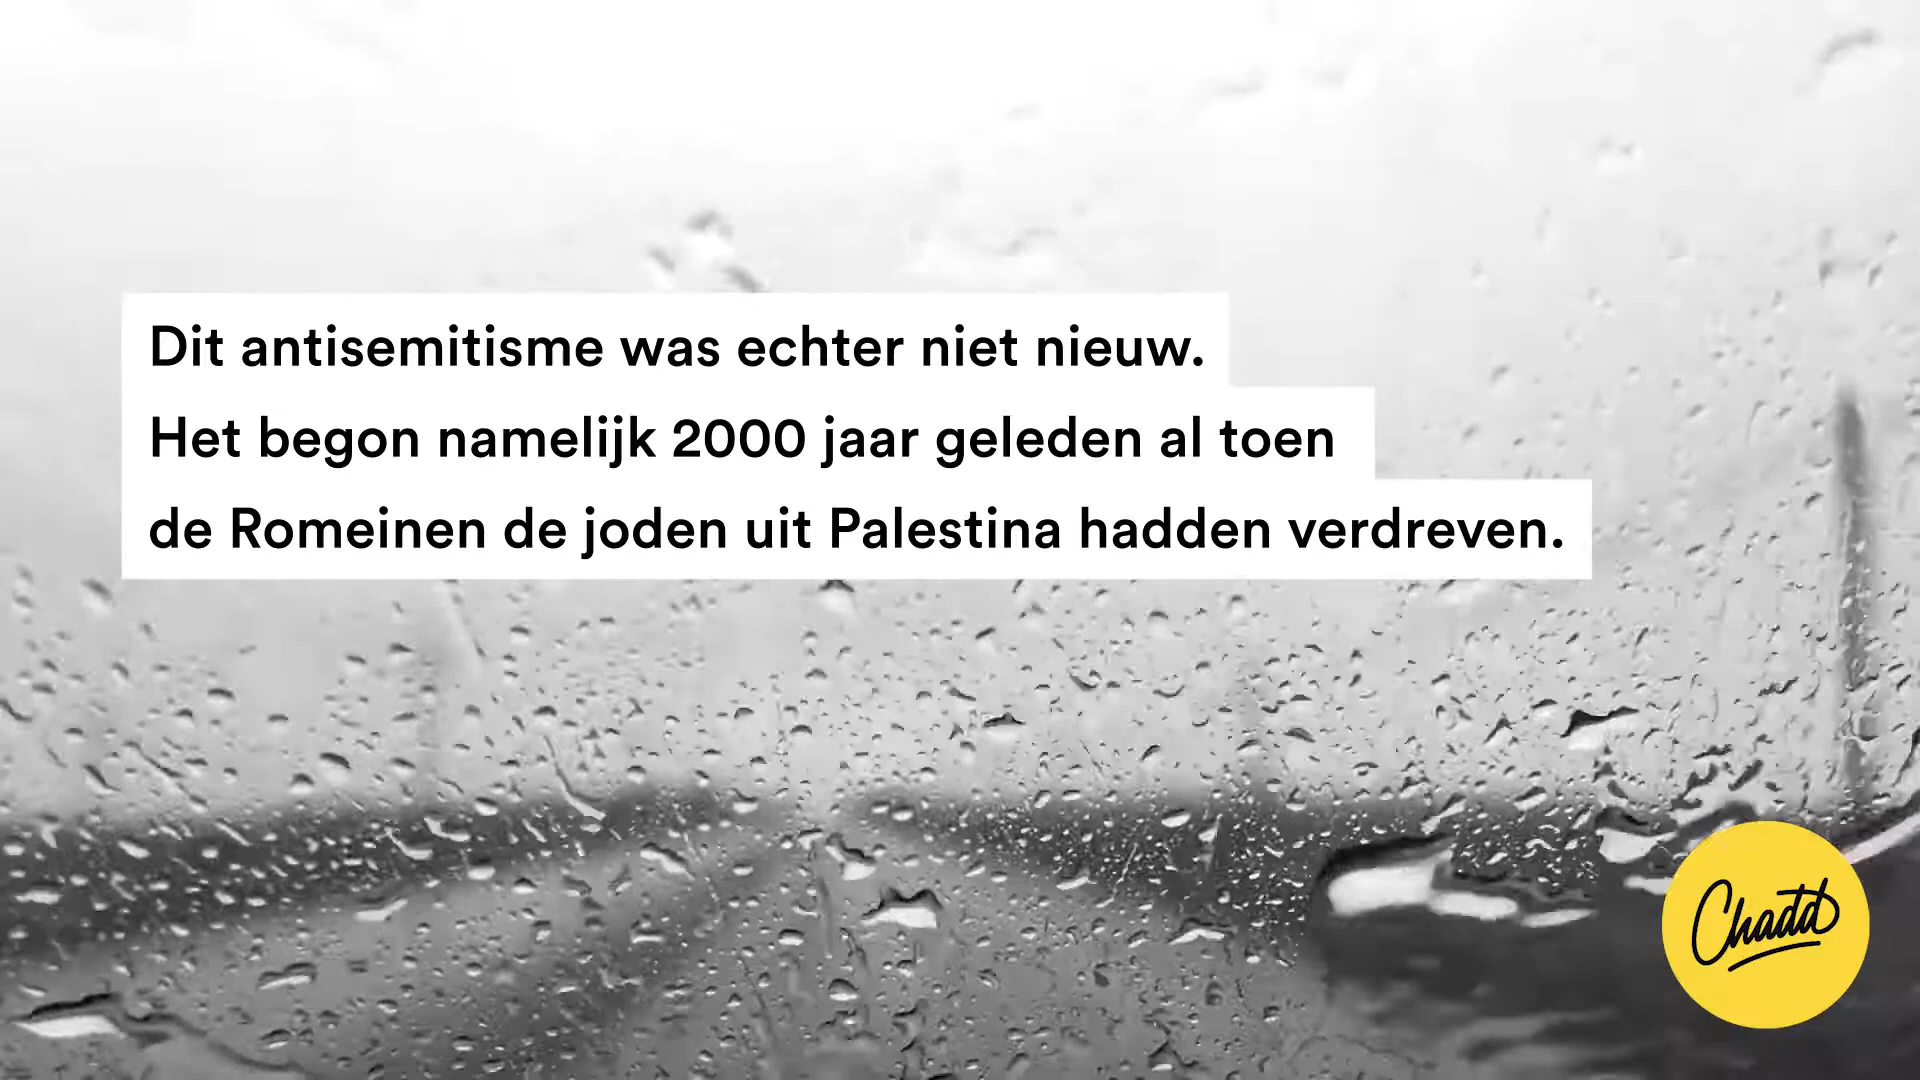 Dit antisemitisme was echter niet nieuw.
Het begon namelijk 2000 jaar geleden al toen
de Romeinen de joden uit Palestina hadden verdreven.
Chadd